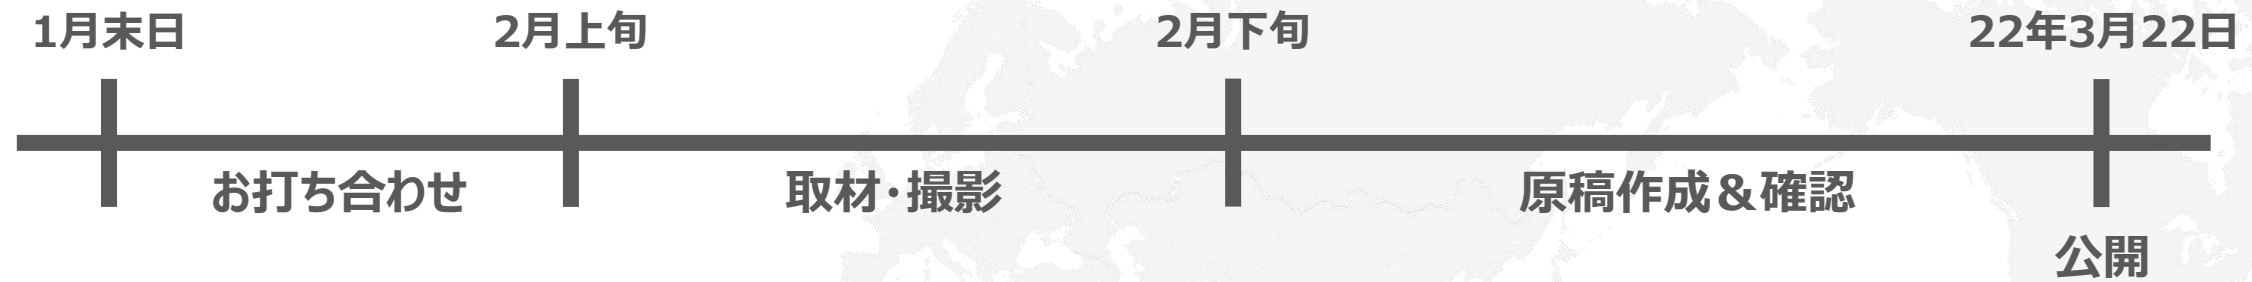 1月末日 2月上旬 2月下旬 22年3月22日
お打ち合わせ 取材･撮影 原稿作成＆確認
公開